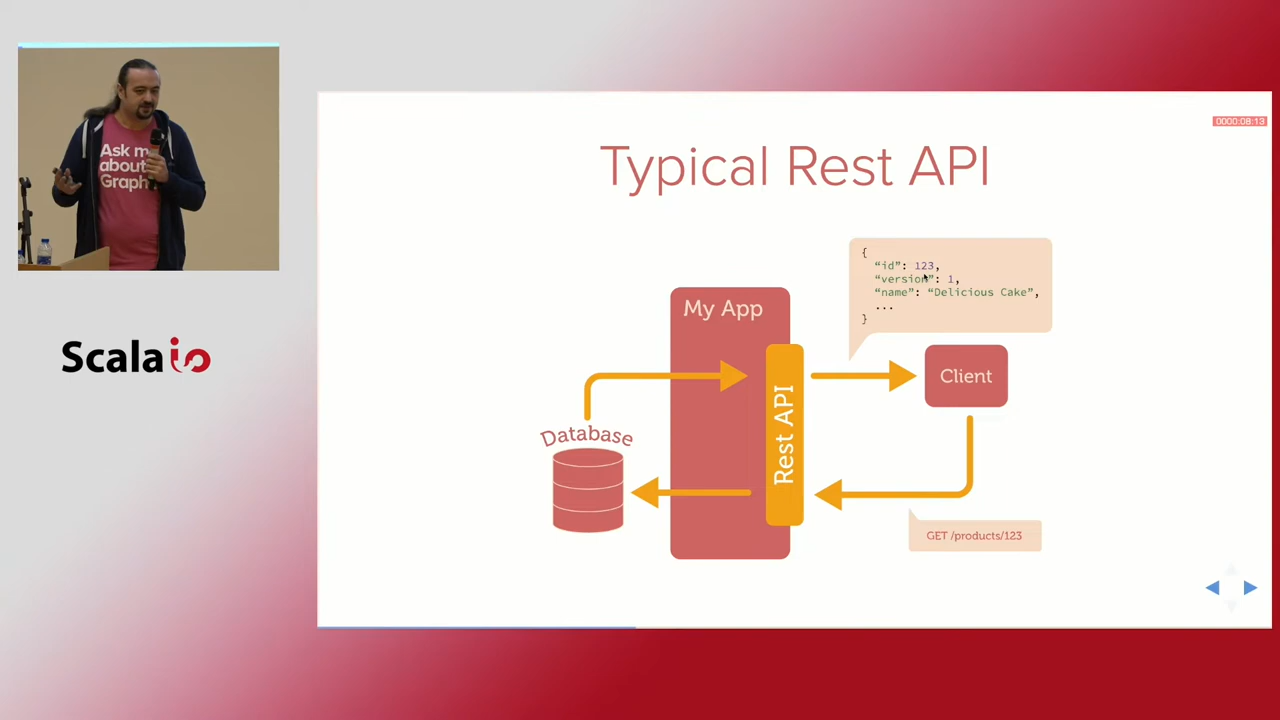 Ask me
about
Graph
Scala io
0000:08:13
Typical Rest API
{
"id": 123,
"version": 1,
"name": “Delicious Cake”,
...
}
My App
Rest API
Client
Database
GET /products/123